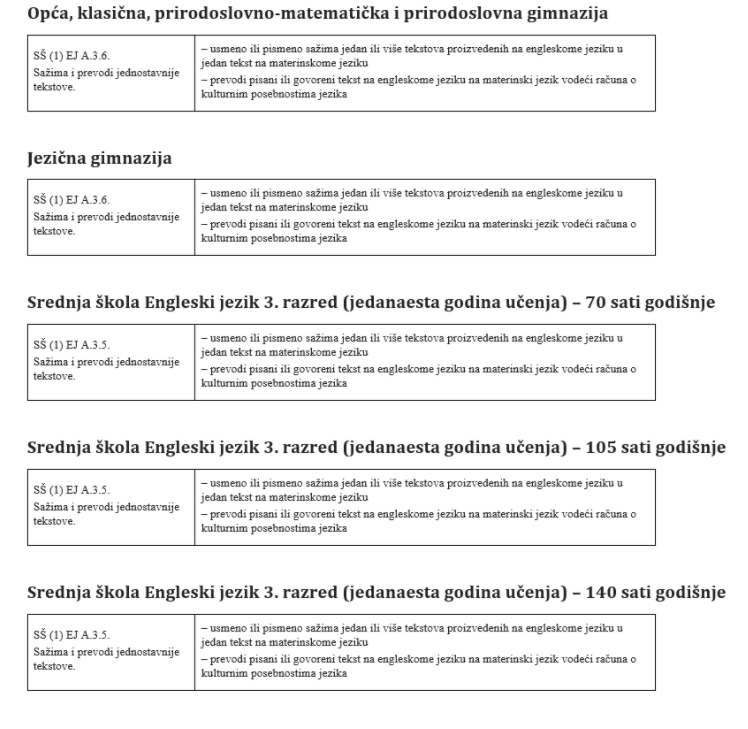 Opća, klasična, prirodoslovno-matematička i prirodoslovna gimnazija
SŠ (1) EJ A.3.6.
Sažima i prevodi jednostavnije
tekstove.
– usmeno ili pismeno sažima jedan ili više tekstova proizvedenih na engleskome jeziku u
jedan tekst na materinskome jeziku
– prevodi pisani ili govoreni tekst na engleskome jeziku na materinski jezik vodeći računa o
kulturnim posebnostima jezika
Jezična gimnazija
SŠ (1) EJ A.3.6.
Sažima i prevodi jednostavnije
tekstove.
– usmeno ili pismeno sažima jedan ili više tekstova proizvedenih na engleskome jeziku u
jedan tekst na materinskome jeziku
– prevodi pisani ili govoreni tekst na engleskome jeziku na materinski jezik vodeći računa o
kulturnim posebnostima jezika
Srednja škola Engleski jezik 3. razred (jedanaesta godina učenja) – 70 sati godišnje
SŠ (1) EJ A.3.5.
Sažima i prevodi jednostavnije
tekstove.
– usmeno ili pismeno sažima jedan ili više tekstova proizvedenih na engleskome jeziku u
jedan tekst na materinskome jeziku
– prevodi pisani ili govoreni tekst na engleskome jeziku na materinski jezik vodeći računa o
kulturnim posebnostima jezika
Srednja škola Engleski jezik 3. razred (jedanaesta godina učenja) – 105 sati godišnje
SŠ (1) EJ A.3.5.
Sažima i prevodi jednostavnije
tekstove.
– usmeno ili pismeno sažima jedan ili više tekstova proizvedenih na engleskome jeziku u
jedan tekst na materinskome jeziku
– prevodi pisani ili govoreni tekst na engleskome jeziku na materinski jezik vodeći računa o
kulturnim posebnostima jezika
Srednja škola Engleski jezik 3. razred (jedanaesta godina učenja) – 140 sati godišnje
SŠ (1) EJ A.3.5.
Sažima i prevodi jednostavnije
tekstove.
– usmeno ili pismeno sažima jedan ili više tekstova proizvedenih na engleskome jeziku u
jedan tekst na materinskome jeziku
– prevodi pisani ili govoreni tekst na engleskome jeziku na materinski jezik vodeći računa o
kulturnim posebnostima jezika